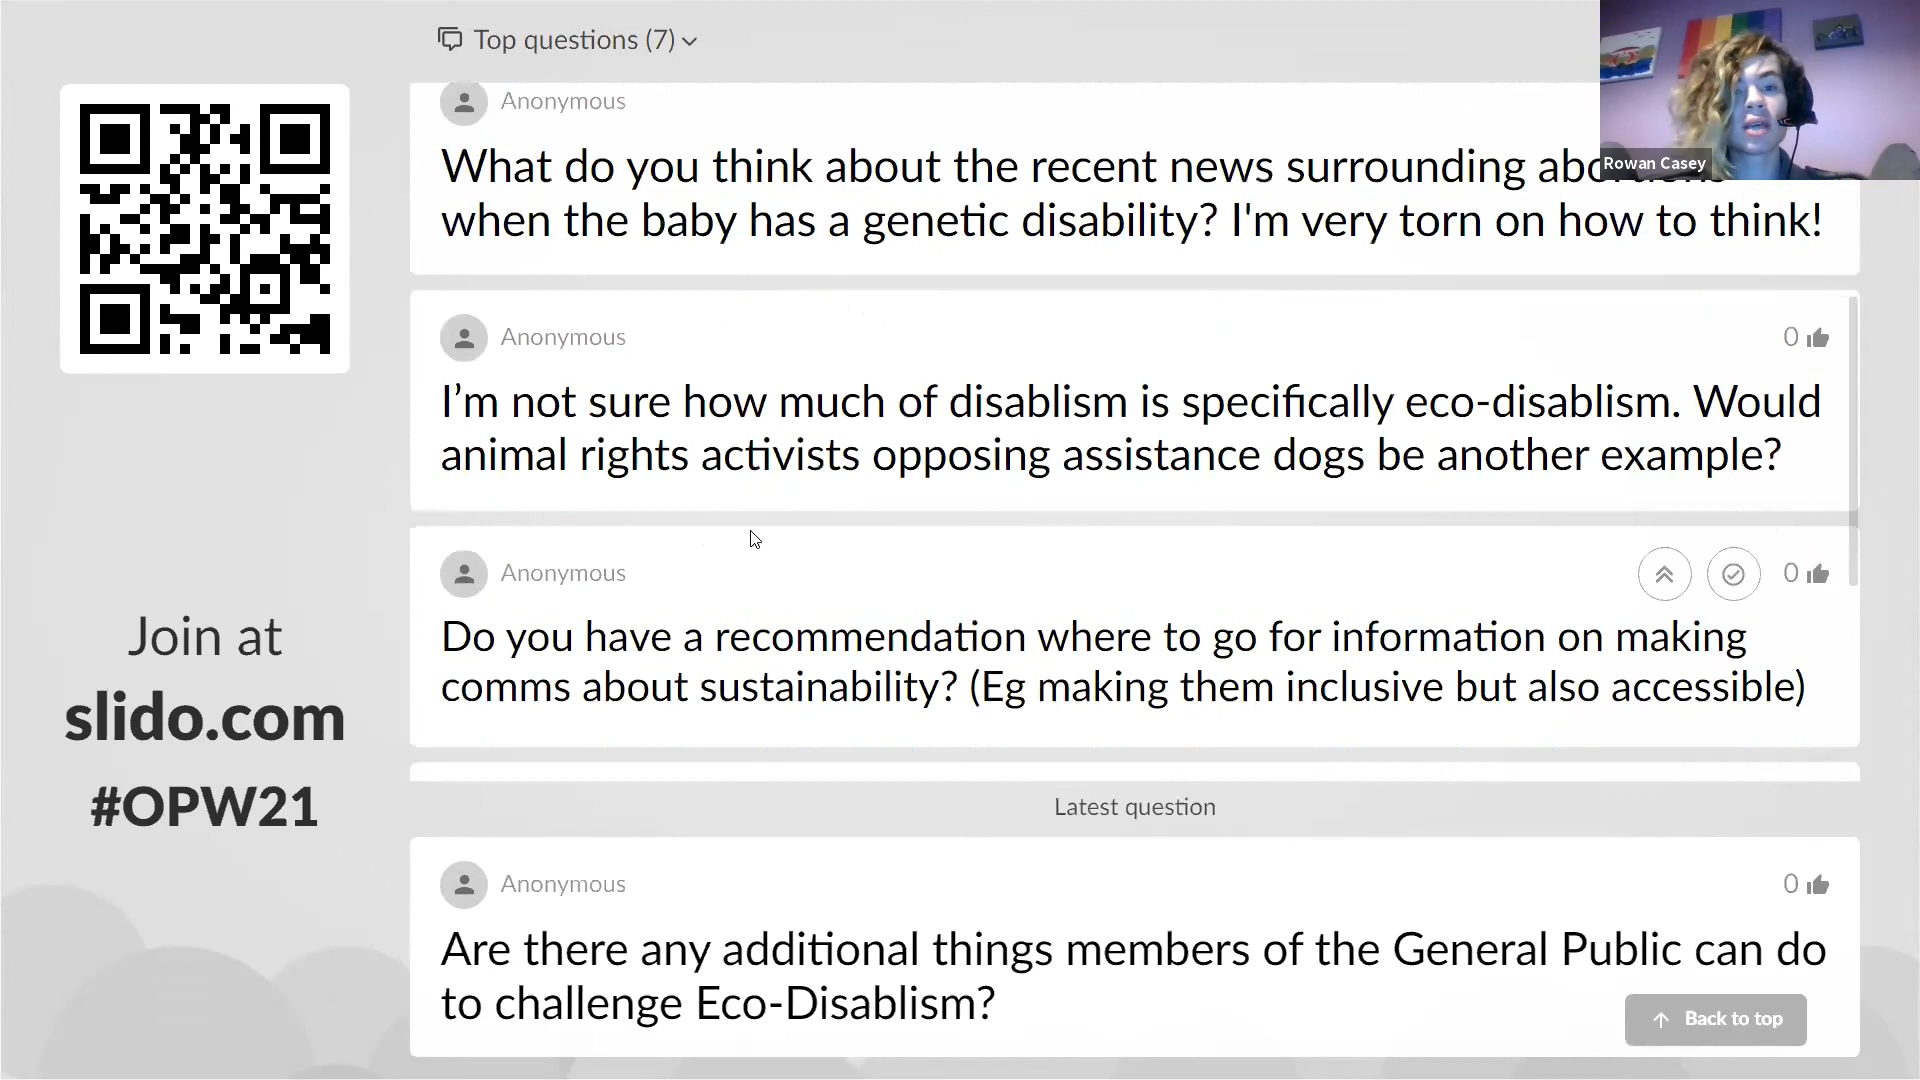 Top questions (7)
Anonymous
What do you think about the recent news surrounding
when the baby has a genetic disability? I'm very torn on how to think!
Rowan Casey
Anonymous
0
I’m not sure how much of disablism is specifically eco-disablism. Would
animal rights activists opposing assistance dogs be another example?
Anonymous
0
Do you have a recommendation where to go for information on making
comms about sustainability? (Eg making them inclusive but also accessible)
Join at
slido.com
#OPW21
Latest question
Anonymous
0
Are there any additional things members of the General Public can do
to challenge Eco-Disablism?
Back to top